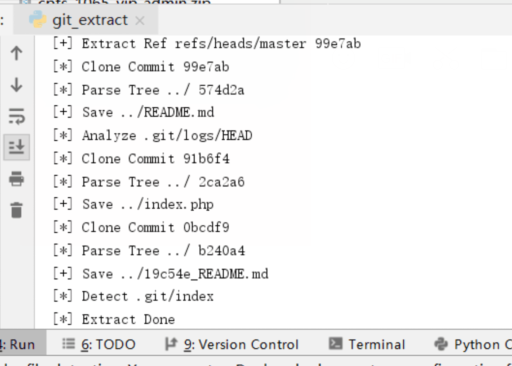 git_extract
[+] Extract Ref refs/heads/master 99e7ab
[*] Clone Commit 99e7ab
[*] Parse Tree ../ 574d2a
[+] Save ../README.md
[*] Analyze .git/logs/HEAD
[*] Clone Commit 91b6f4
[*] Parse Tree ../ 2ca2a6
[+] Save ../index.php
[*] Clone Commit 0bcdf9
[*] Parse Tree ../ b240a4
[+] Save ../19c54e_README.md
[*] Detect .git/index
[*] Extract Done
4: Run 6: TODO 9: Version Control Terminal Python C